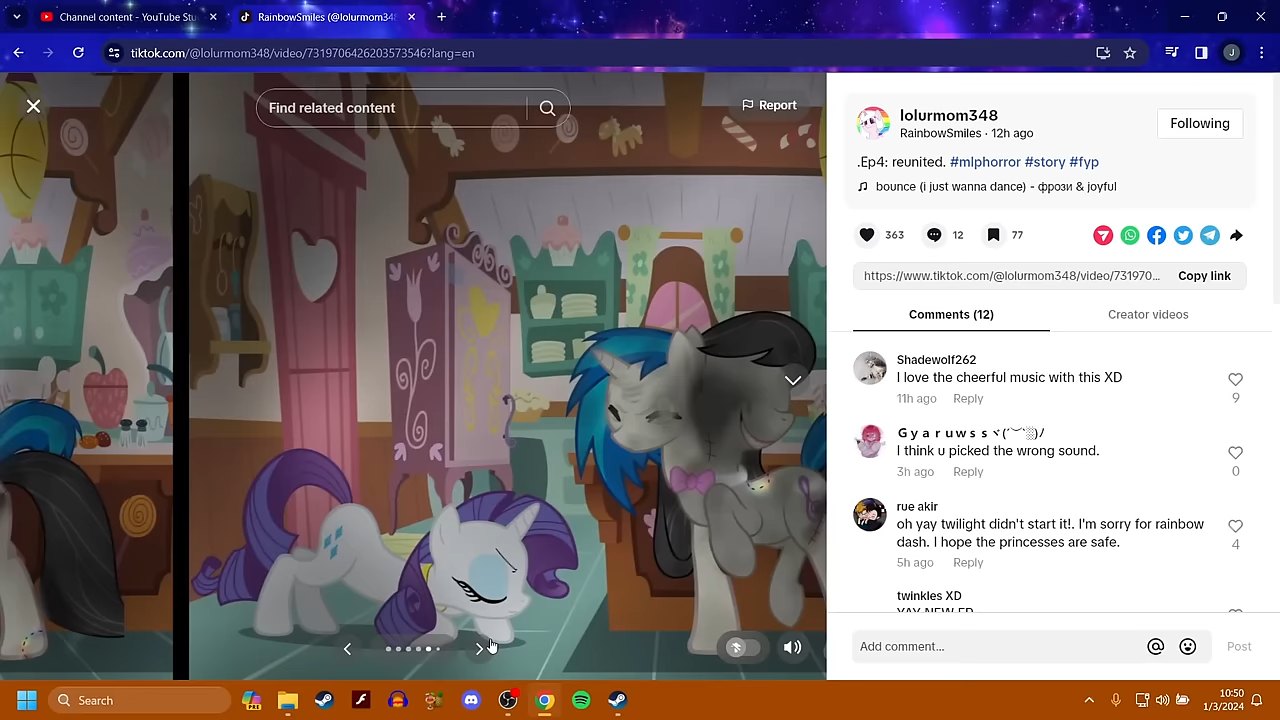 Channel content - YouTube Stu
RainbowSmiles (@lolurmom348
tiktok.com/@lolurmom348/video/7319706426203573546?lang=en
J
Find related content
Report
lolurmom348
RainbowSmiles · 12h ago
Following
.Ep4: reunited. #mlphorror #story #fyp
bounce (i just wanna dance) - фрози & joyful
363
12
77
https://www.tiktok.com/@lolurmom348/video/731970...
Copy link
Comments (12)
Creator videos
Shadewolf262
I love the cheerful music with this XD
11h ago
Reply
9
G y a r u w s s
I think u picked the wrong sound.
3h ago
Reply
0
rue akir
oh yay twilight didn't start it!. I'm sorry for rainbow
dash. I hope the princesses are safe.
5h ago
Reply
4
twinkles XD
YAY NEW EP
Add comment...
Post
Search
PRE
10:50
1/3/2024